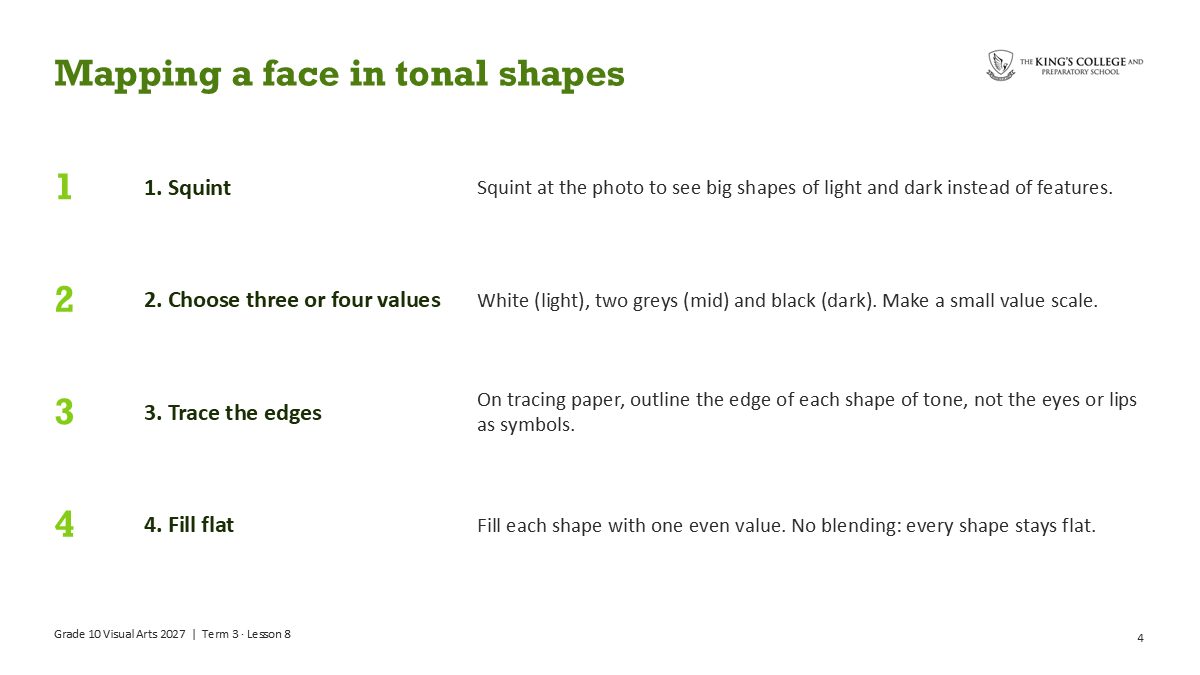 Mapping a face in tonal shapes
THE KING'S COLLEGE AND
PREPARATORY SCHOOL
1
1. Squint
Squint at the photo to see big shapes of light and dark instead of features.
2
2. Choose three or four values
White (light), two greys (mid) and black (dark). Make a small value scale.
3
3. Trace the edges
On tracing paper, outline the edge of each shape of tone, not the eyes or lips
as symbols.
4
4. Fill flat
Fill each shape with one even value. No blending: every shape stays flat.
Grade 10 Visual Arts 2027 | Term 3 · Lesson 8
4